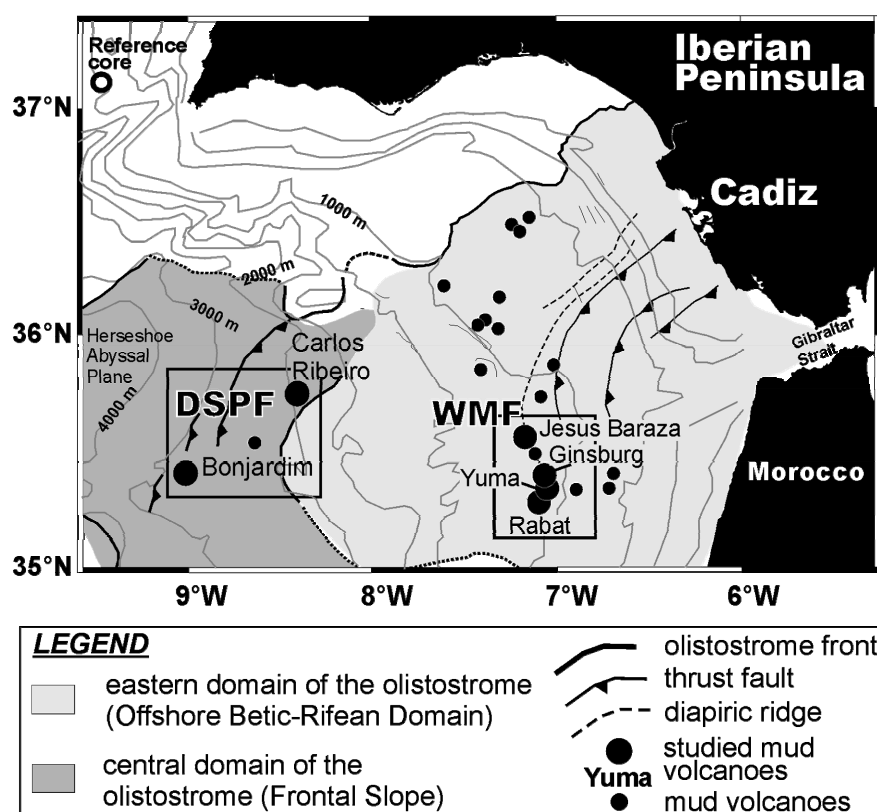 Reference
core
Iberian
Peninsula
37°N
Cadiz
1000 m
2000 m
3000 m
36°N
Herseshoe
Abyssal
Plane
4000 m
Gibraltar
Strait
Carlos
Ribeiro
DSPF
WMF
Jesus Baraza
Ginsburg
Bonjardim
Yuma
Morocco
Rabat
35°N
9°W 8°W 7°W 6°W
LEGEND
eastern domain of the olistostrome
(Offshore Betic-Rifean Domain)
central domain of the
olistostrome (Frontal Slope)
olistostrome front
thrust fault
diapiric ridge
studied mud
Yuma volcanoes
mud volcanoes